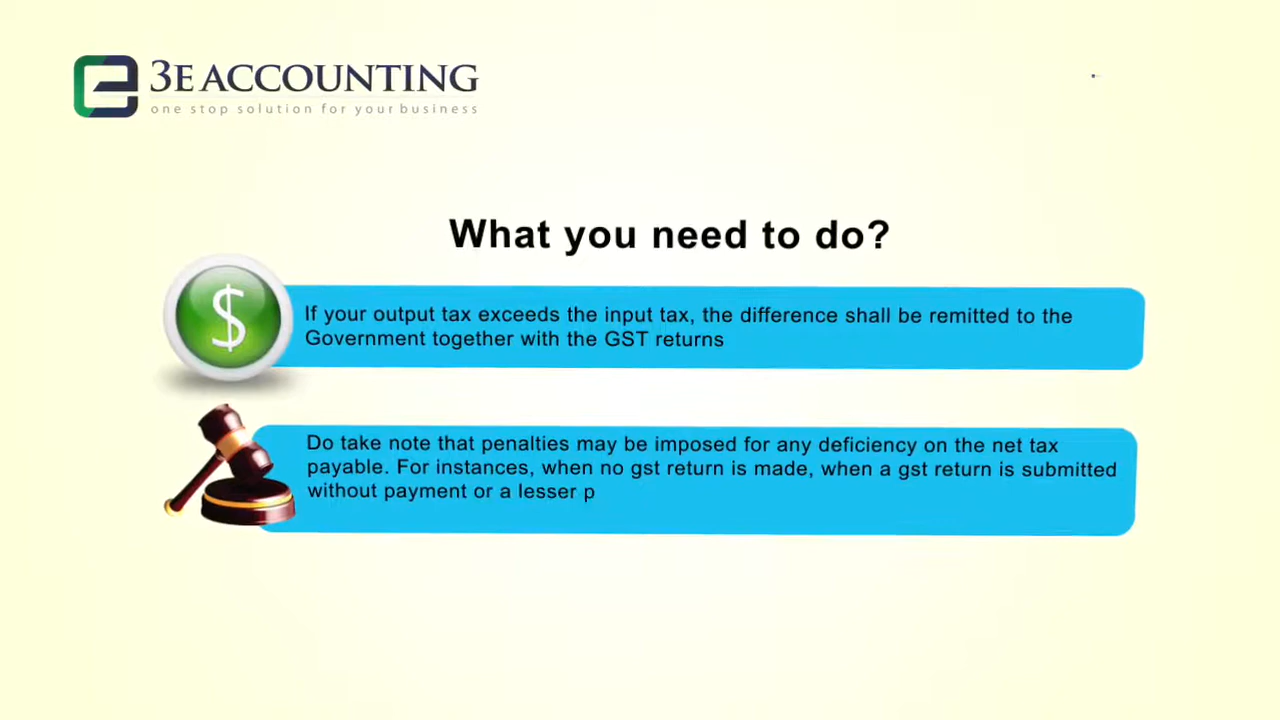 3E ACCOUNTING
one stop solution for your business
What you need to do?
$
If your output tax exceeds the input tax, the difference shall be remitted to the
Government together with the GST returns
Do take note that penalties may be imposed for any deficiency on the net tax
payable. For instances, when no gst return is made, when a gst return is submitted
without payment or a lesser p